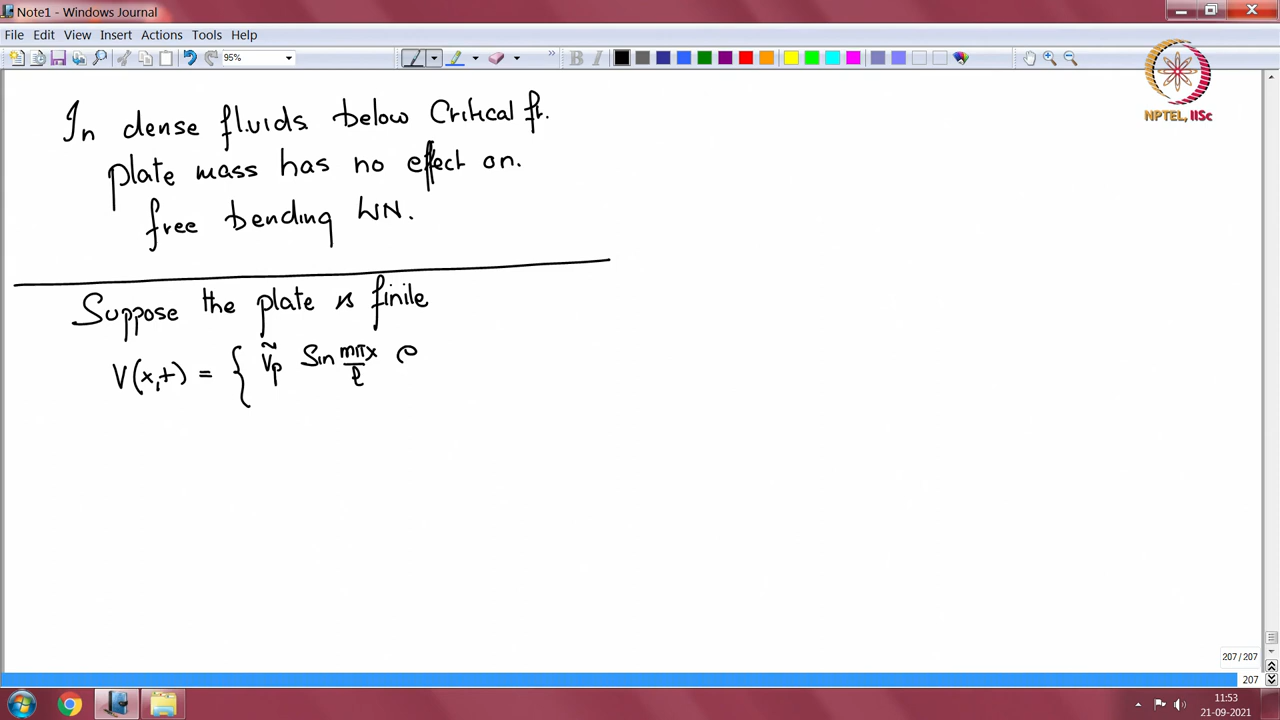 Note1 - Windows Journal
File Edit View Insert Actions Tools Help
95%
NPTEL, IISc
In dense fluids below Critical fr.
plate mass has no effect on.
free bending WN.
Suppose the plate is finite
V(x,t) = { Ṽp Sin mπx/l e
207 / 207
207
11:53
21-09-2021